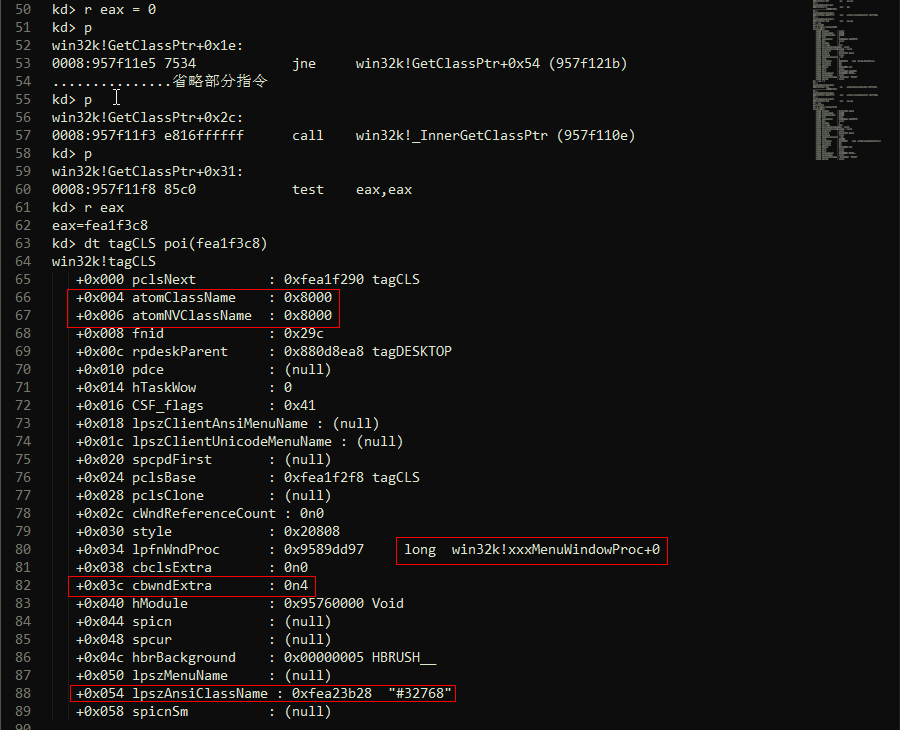 50 kd> r eax = 0
51 kd> p
52 win32k!GetClassPtr+0x1e:
53 0008:957f11e5 7534 jne win32k!GetClassPtr+0x54 (957f121b)
54 ...............省略部分指令
55 kd> p
56 win32k!GetClassPtr+0x2c:
57 0008:957f11f3 e816ffffff call win32k!_InnerGetClassPtr (957f110e)
58 kd> p
59 win32k!GetClassPtr+0x31:
60 0008:957f11f8 85c0 test eax,eax
61 kd> r eax
62 eax=fea1f3c8
63 kd> dt tagCLS poi(fea1f3c8)
64 win32k!tagCLS
65 +0x000 pclsNext : 0xfea1f290 tagCLS
66 +0x004 atomClassName : 0x8000
67 +0x006 atomNVClassName : 0x8000
68 +0x008 fnid : 0x29c
69 +0x00c rpdeskParent : 0x880d8ea8 tagDESKTOP
70 +0x010 pdce : (null)
71 +0x014 hTaskWow : 0
72 +0x016 CSF_flags : 0x41
73 +0x018 lpszClientAnsiMenuName : (null)
74 +0x01c lpszClientUnicodeMenuName : (null)
75 +0x020 spcpdFirst : (null)
76 +0x024 pclsBase : 0xfea1f2f8 tagCLS
77 +0x028 pclsClone : (null)
78 +0x02c cWndReferenceCount : 0n0
79 +0x030 style : 0x20808
80 +0x034 lpfnWndProc : 0x9589dd97 long win32k!xxxMenuWindowProc+0
81 +0x038 cbclsExtra : 0n0
82 +0x03c cbwndExtra : 0n4
83 +0x040 hModule : 0x95760000 Void
84 +0x044 spicn : (null)
85 +0x048 spcur : (null)
86 +0x04c hbrBackground : 0x00000005 HBRUSH__
87 +0x050 lpszMenuName : (null)
88 +0x054 lpszAnsiClassName : 0xfea23b28 "#32768"
89 +0x058 spicnSm : (null)
90